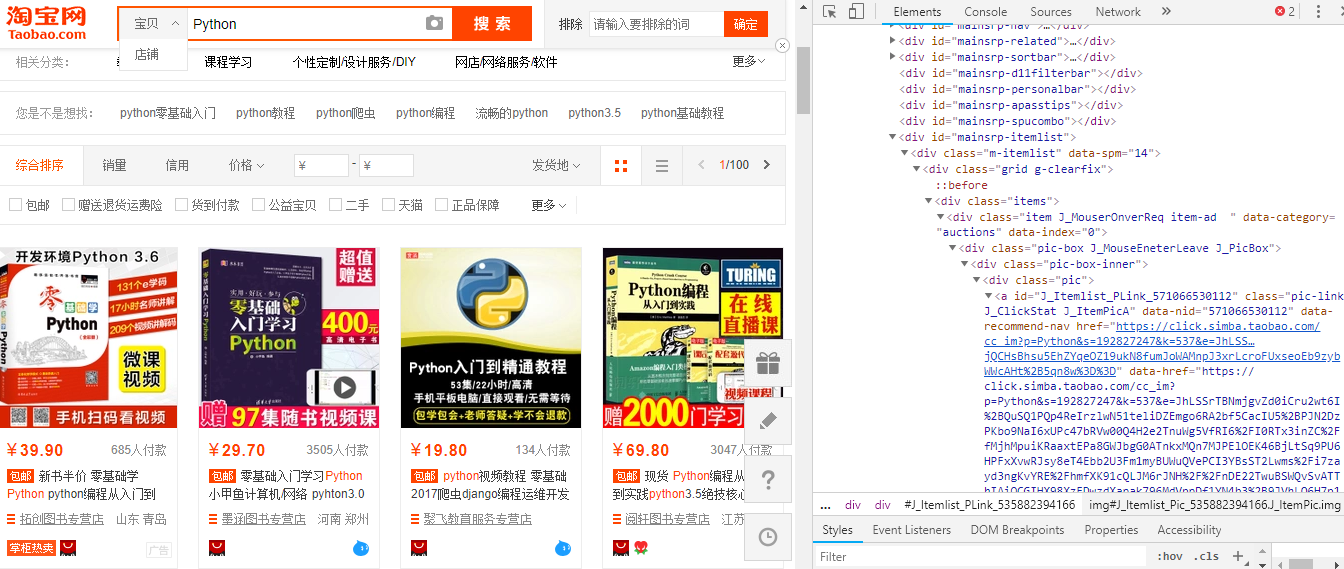 淘宝网
Taobao.com
宝贝
Python
搜索
排除
请输入要排除的词
确定
店铺
相关分类：
课程学习
个性定制/设计服务/DIY
网店/网络服务/软件
更多
您是不是想找：
python零基础入门
python教程
python爬虫
python编程
流畅的python
python3.5
python基础教程
综合排序
销量
信用
价格
¥
-
¥
发货地
1/100
包邮
赠送退货运费险
货到付款
公益宝贝
二手
天猫
正品保障
更多
开发环境Python 3.6
零基础学
Python
131个e学码
17小时名师讲解
209个视频讲解码
微课
视频
手机扫码看视频
¥39.90
685人付款
包邮 新书半价 零基础学
Python python编程从入门到
拓创图书专营店
山东 青岛
掌柜热卖
广告
超值
赠送
零基础
入门学习
Python
400元
高清电子书
赠97集随书视频课
¥29.70
3505人付款
包邮 零基础入门学习Python
小甲鱼计算机/网络 pyhton3.0
墨涵图书专营店
河南 郑州
Python入门到精通教程
53集/22小时/高清
手机平板电脑/直接观看/无需等待
包学包会+老师答疑+学不会退款
¥19.80
134人付款
包邮 python视频教程 零基础
2017爬虫django编程运维开发
聚飞教育服务专营店
Python编程
从入门到实践
TURING
在线
直播课
赠2000门学习
¥69.80
3047人付款
包邮 现货 Python编程从
到实践python3.5绝技核心
阅轩图书专营店
江苏
Elements
Console
Sources
Network
»
2
<div id="mainsrp-nav">…</div>
<div id="mainsrp-related">…</div>
<div id="mainsrp-sortbar">…</div>
<div id="mainsrp-d11filterbar"></div>
<div id="mainsrp-personalbar"></div>
<div id="mainsrp-apasstips"></div>
<div id="mainsrp-spucombo"></div>
<div id="mainsrp-itemlist">
<div class="m-itemlist" data-spm="14">
<div class="grid g-clearfix">
::before
<div class="items">
<div class="item J_MouserOnverReq item-ad  " data-category=
"auctions" data-index="0">
<div class="pic-box J_MouseEneterLeave J_PicBox">
<div class="pic-box-inner">
<div class="pic">
<a id="J_Itemlist_PLink_571066530112" class="pic-link
J_ClickStat J_ItemPicA" data-nid="571066530112" data-
recommend-nav href="https://click.simba.taobao.com/
cc_im?p=Python&s=192827247&k=537&e=JhLSS…
jQCHsBhsu5EhZYqeOZ19ukN8fumJoWAMnpJ3xrLcroFUxseoEb9zyb
WWcAHt%2B5qn8w%3D%3D" data-href="https://
click.simba.taobao.com/cc_im?
p=Python&s=192827247&k=537&e=JhLSSrTBNmjgvZd0iCru2wt6I
%2BQuSQ1PQp4ReIrzlwN51teliDZEmgo6RA2bf5CacIU5%2BPJN2Dz
PKbo9NaI6xUPc47bRVw00Q4H2e2TnuWg5VfRI6%2FI0RTx3inZC%2F
fMjhMpuiKRaaxtEPa8GWJbgG0ATnkxMQn7MJPElOEK46BjLtSq9PU6
HPFxXvwRJsy8eT4Ebb2U3Fm1myBUWuQVePCI3YBsST2Lwms%2Fi7za
yd3ngKvYRE%2FhmfXK91cQLJM6rJNH%2F%2FnDE22TwuBSWQvSvATT
...
div
div
#J_Itemlist_PLink_535882394166
img#J_Itemlist_Pic_535882394166.J_ItemPic.img
Styles
Event Listeners
DOM Breakpoints
Properties
Accessibility
Filter
:hov
.cls
+